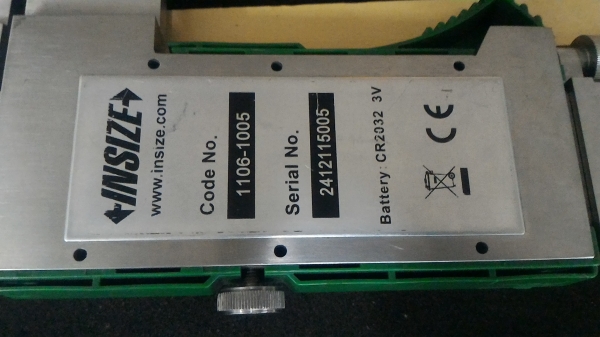 INSIZE
www.insize.com
Code No.
1106-1005
Serial No.
2412115005
Battery: CR2032 3V
CE